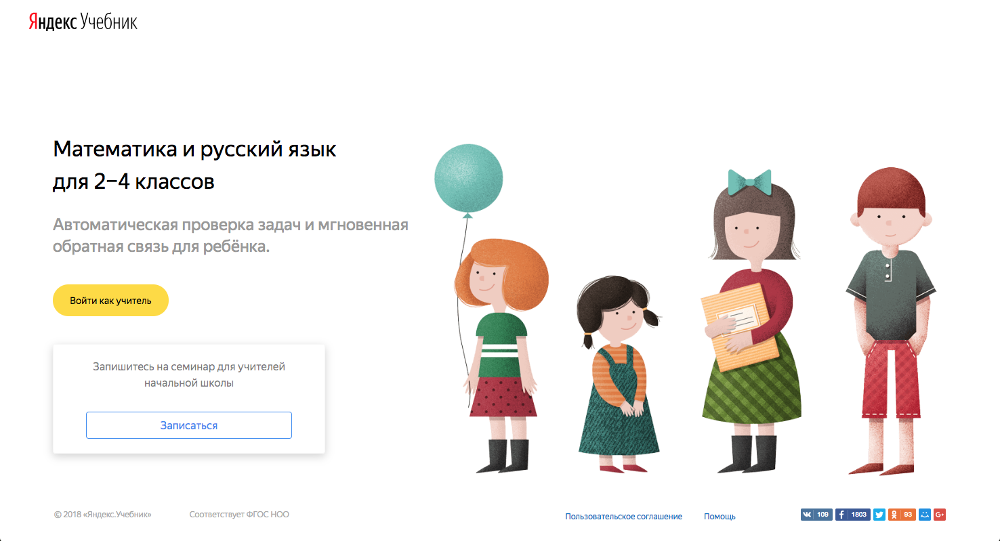 Яндекс Учебник
Математика и русский язык
для 2–4 классов
Автоматическая проверка задач и мгновенная
обратная связь для ребёнка.
Войти как учитель
Запишитесь на семинар для учителей
начальной школы
Записаться
© 2018 «Яндекс.Учебник» Соответствует ФГОС НОО Пользовательское соглашение Помощь 109 1803 93 G+